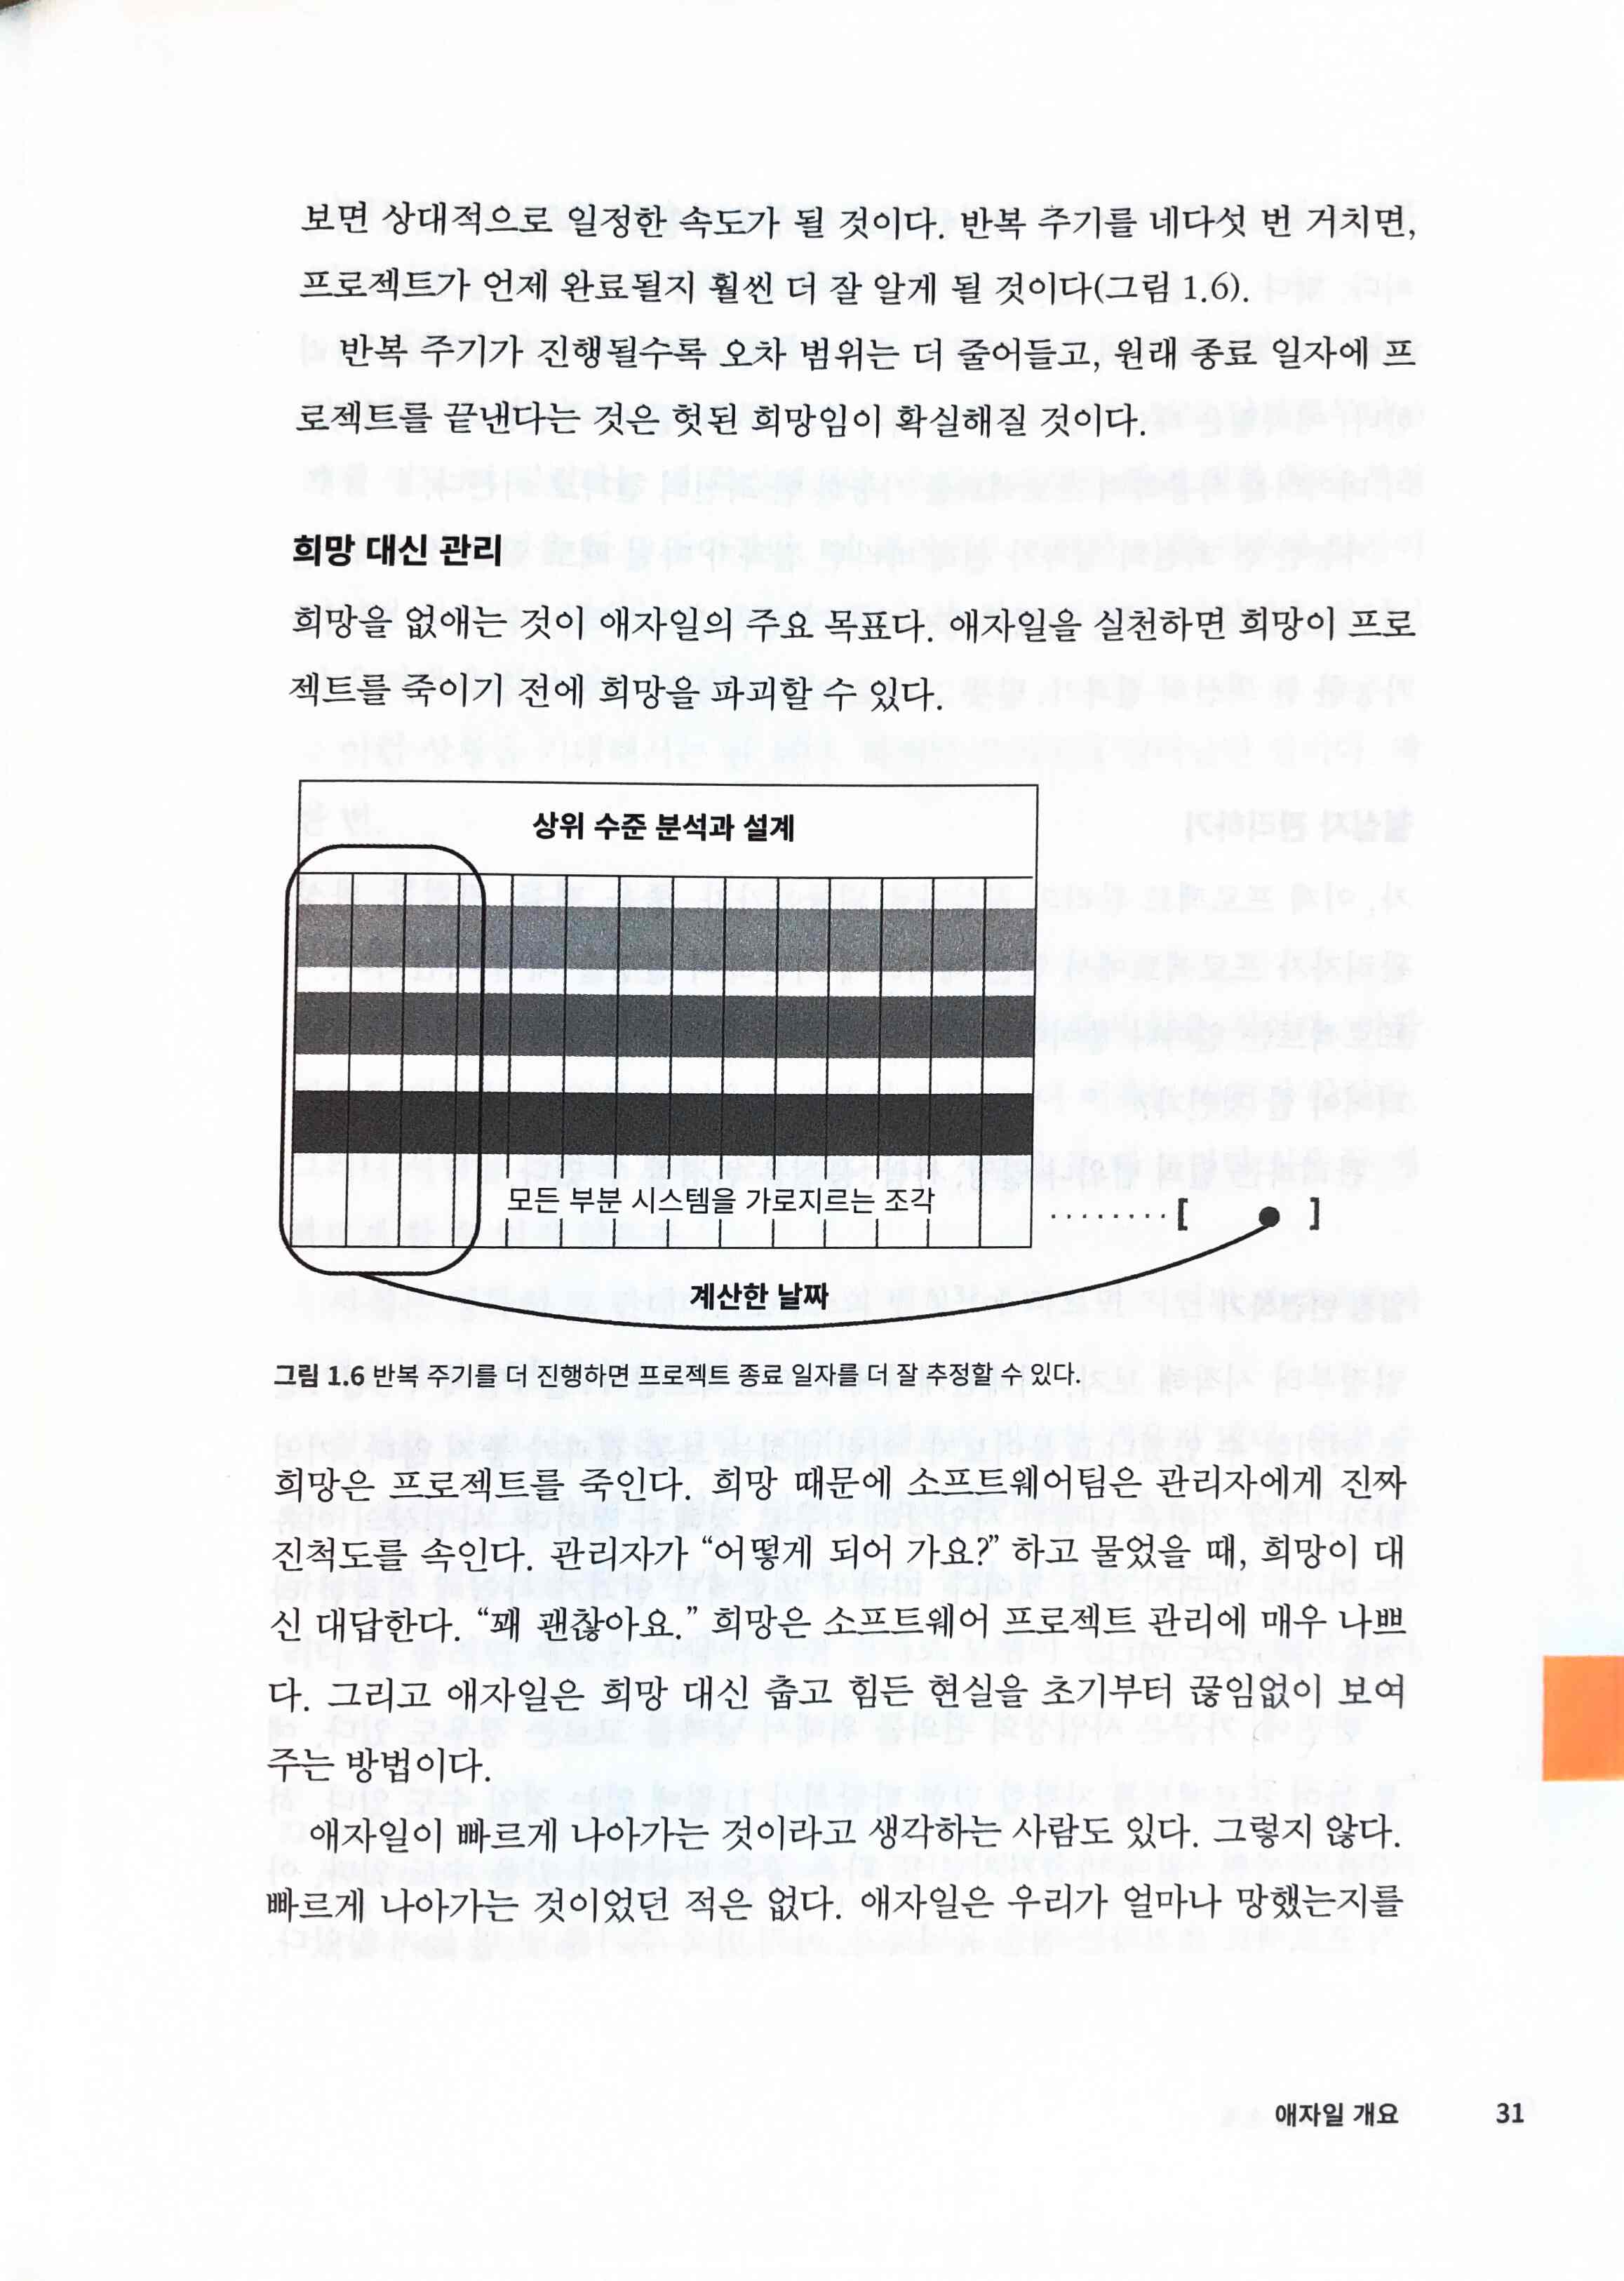 보면 상대적으로 일정한 속도가 될 것이다. 반복 주기를 네다섯 번 거치면,
프로젝트가 언제 완료될지 훨씬 더 잘 알게 될 것이다(그림 1.6).
반복 주기가 진행될수록 오차 범위는 더 줄어들고, 원래 종료 일자에 프
로젝트를 끝낸다는 것은 헛된 희망임이 확실해질 것이다.
희망 대신 관리
희망을 없애는 것이 애자일의 주요 목표다. 애자일을 실천하면 희망이 프로
젝트를 죽이기 전에 희망을 파괴할 수 있다.
상위 수준 분석과 설계
모든 부분 시스템을 가로지르는 조각
........[ ● ]
계산한 날짜
그림 1.6 반복 주기를 더 진행하면 프로젝트 종료 일자를 더 잘 추정할 수 있다.
희망은 프로젝트를 죽인다. 희망 때문에 소프트웨어팀은 관리자에게 진짜
진척도를 속인다. 관리자가 “어떻게 되어 가요?” 하고 물었을 때, 희망이 대
신 대답한다. “꽤 괜찮아요.” 희망은 소프트웨어 프로젝트 관리에 매우 나쁘
다. 그리고 애자일은 희망 대신 춥고 힘든 현실을 초기부터 끊임없이 보여
주는 방법이다.
애자일이 빠르게 나아가는 것이라고 생각하는 사람도 있다. 그렇지 않다.
빠르게 나아가는 것이었던 적은 없다. 애자일은 우리가 얼마나 망했는지를
애자일 개요 31